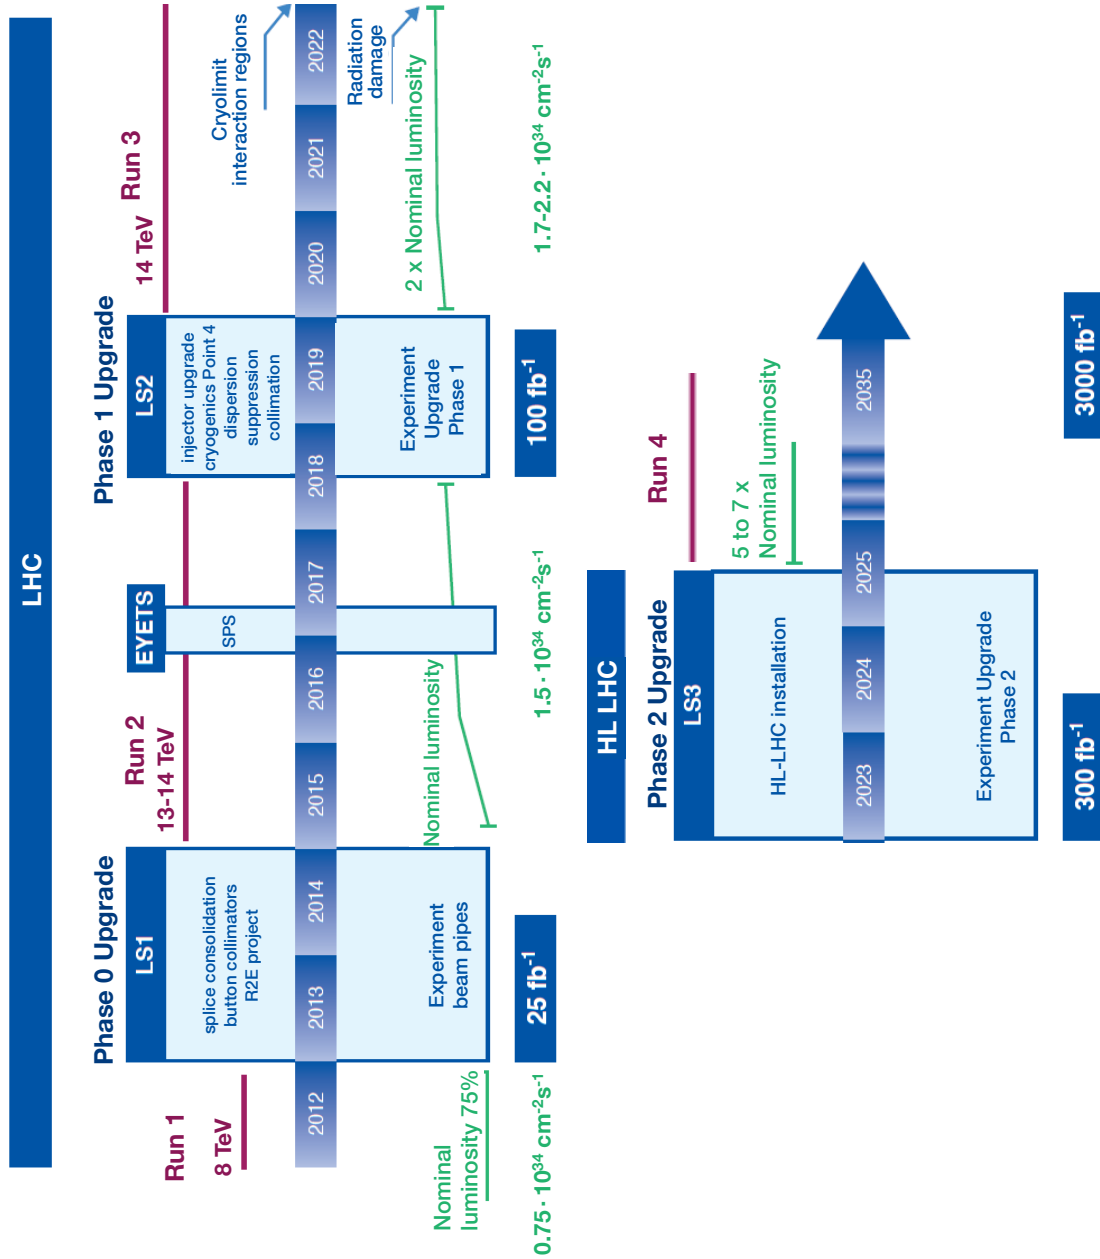 LHC
Phase 0 Upgrade
Phase 1 Upgrade
Run 1
8 TeV
LS1
Run 2
13-14 TeV
EYETS
LS2
14 TeV Run 3
splice consolidation
button collimators
R2E project
SPS
injector upgrade
cryogenics Point 4
dispersion
suppression
collimation
Cryolimit
interaction regions
2012
2013
2014
2015
2016
2017
2018
2019
2020
2021
2022
Radiation
damage
Nominal
luminosity 75%
Experiment
beam pipes
Nominal luminosity
Experiment
Upgrade
Phase 1
2 x Nominal luminosity
0.75 · 10³⁴ cm⁻²s⁻¹
25 fb⁻¹
1.5 · 10³⁴ cm⁻²s⁻¹
100 fb⁻¹
1.7-2.2 · 10³⁴ cm⁻²s⁻¹
HL LHC
Phase 2 Upgrade
LS3
Run 4
HL-LHC installation
5 to 7 x
Nominal luminosity
2023
2024
2025
2035
Experiment Upgrade
Phase 2
300 fb⁻¹
3000 fb⁻¹